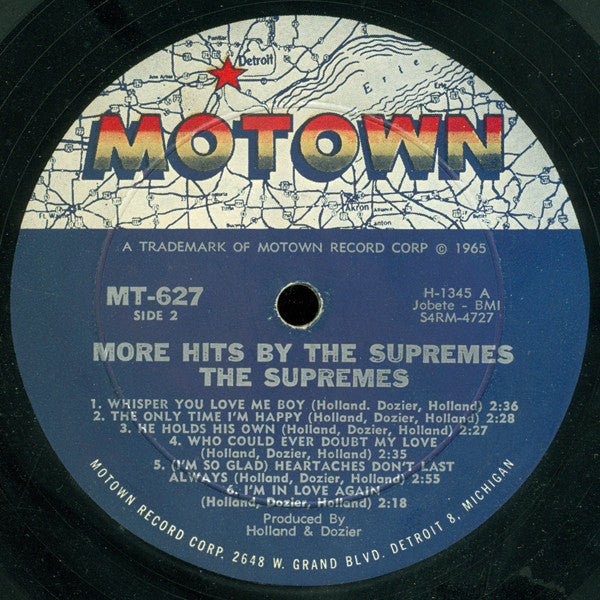 Detroit
Erie
Erie
MOTOWN
Akron
A TRADEMARK OF MOTOWN RECORD CORP © 1965
MT-627
SIDE 2
H-1345 A
Jobete - BMI
S4RM-4727
MORE HITS BY THE SUPREMES
THE SUPREMES
1. WHISPER YOU LOVE ME BOY (Holland. Dozier, Holland) 2:36
2. THE ONLY TIME I'M HAPPY (Holland, Dozier, Holland) 2:28
3. HE HOLDS HIS OWN (Holland, Dozier, Holland) 2:27
4. WHO COULD EVER DOUBT MY LOVE
(Holland, Dozier, Holland) 2:35
5. (I'M SO GLAD) HEARTACHES DON'T LAST
ALWAYS (Holland, Dozier, Holland) 2:55
6. I'M IN LOVE AGAIN
(Holland, Dozier, Holland) 2:18
Produced By
Holland & Dozier
MOTOWN RECORD CORP. 2648 W. GRAND BLVD. DETROIT 8, MICHIGAN